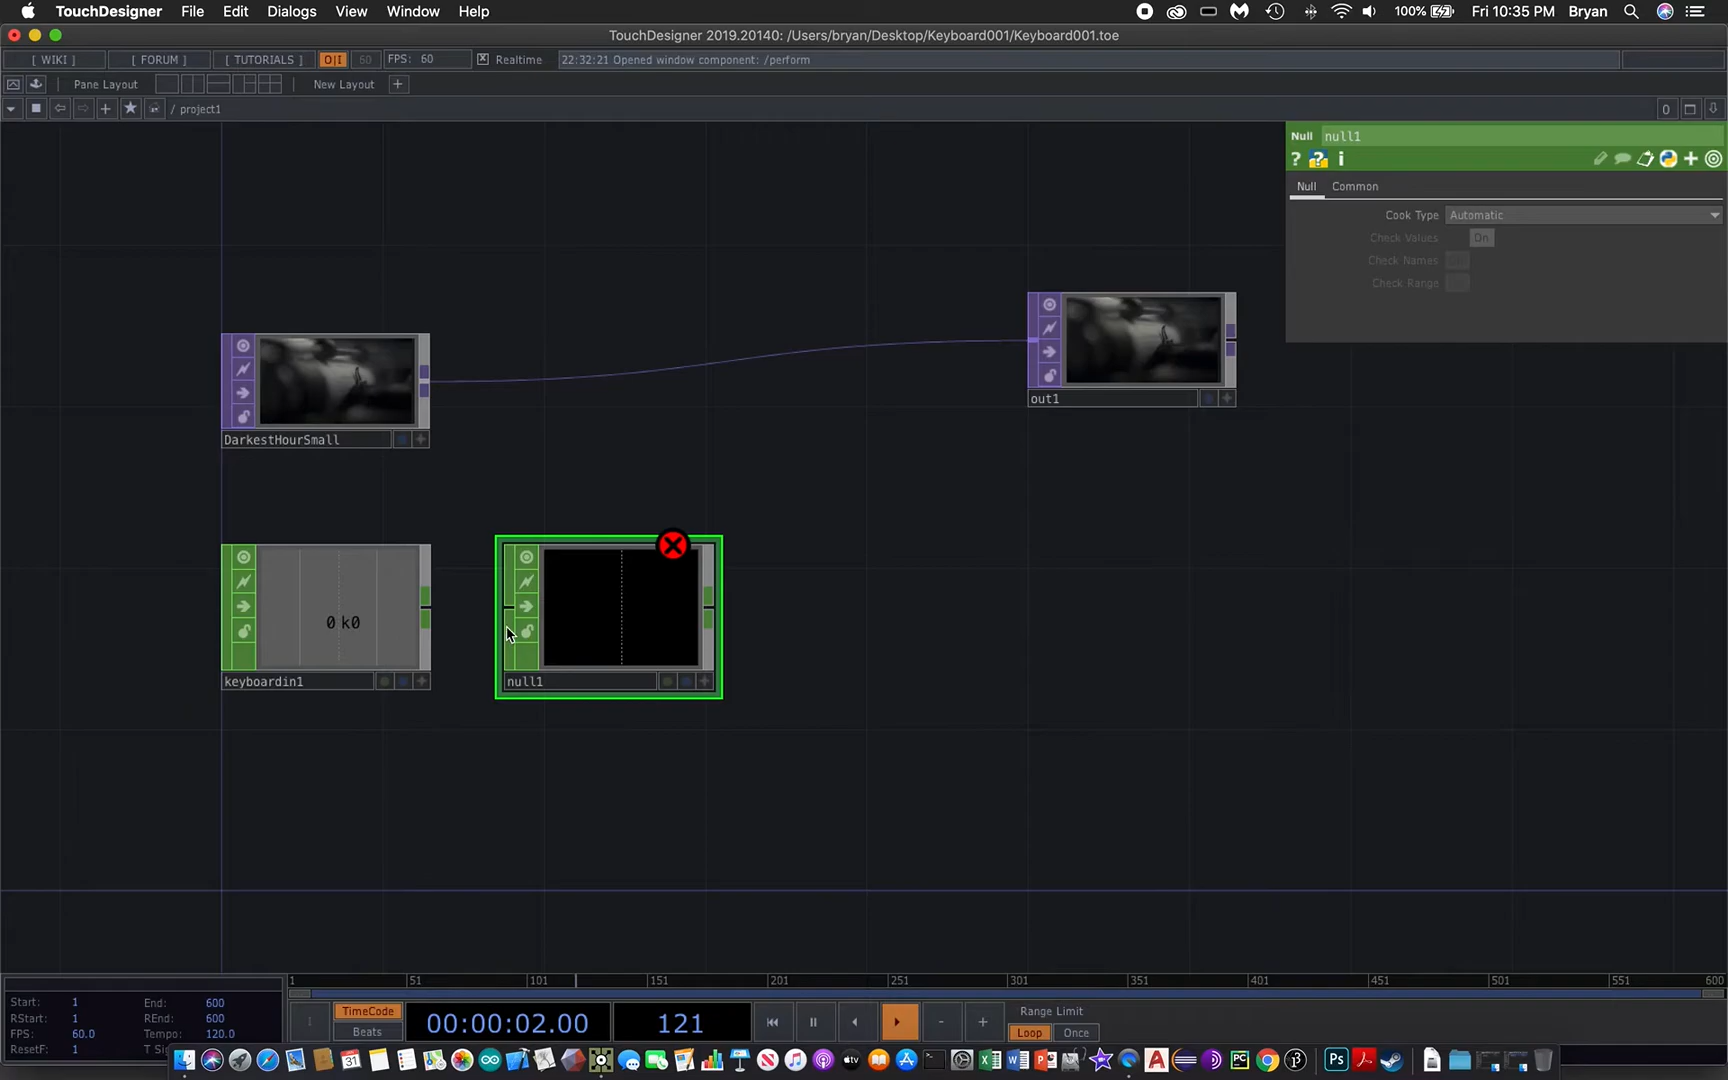 TouchDesigner File Edit Dialogs View Window Help 100% Fri 10:35 PM Bryan
TouchDesigner 2019.20140: /Users/bryan/Desktop/Keyboard001/Keyboard001.toe
[ WIKI ] [ FORUM ] [ TUTORIALS ] O|I 60 FPS: 60 Realtime 22:32:21 Opened window component: /perform
Pane Layout New Layout +
/ project1 0
Null null1
? ? i
Null Common
Cook Type Automatic
Check Values On
Check Names
Check Range
out1
DarkestHourSmall
0 k0
keyboardin1 null1
1 51 101 151 201 251 301 351 401 451 501 551 600
Start: 1 End: 600
RStart: 1 REnd: 600
FPS: 60.0 Tempo: 120.0
ResetF: 1 T Sig
TimeCode
Beats
00:00:02.00 121
- +
Range Limit
Loop Once